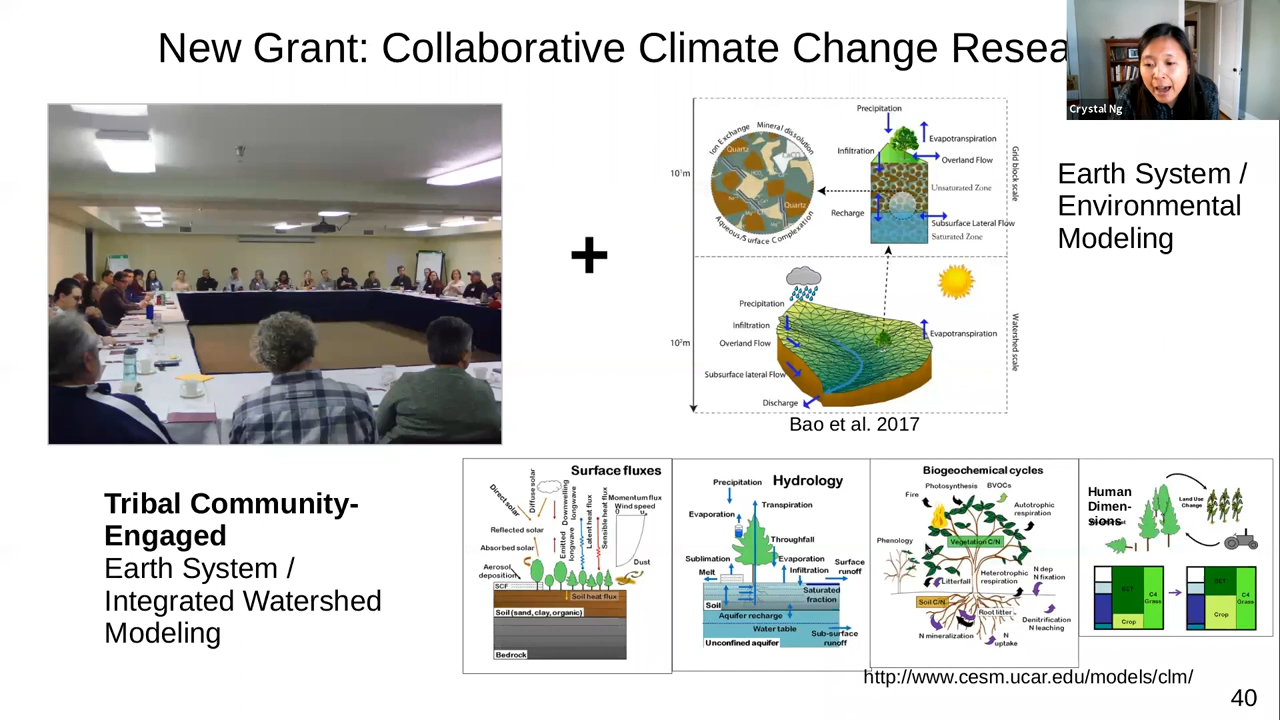 New Grant: Collaborative Climate Change Resea
Crystal Ng
Precipitation
Ion Exchange Mineral dissolution
Quartz
Evapotranspiration
Infiltration
Overland Flow
Grid block scale
10¹m
Unsaturated Zone
Quartz
Recharge
Subsurface Lateral Flow
Saturated Zone
Aqueous/Surface Complexation
Earth System /
Environmental
Modeling
+
Precipitation
Infiltration
Evapotranspiration
Overland Flow
10²m
Watershed scale
Subsurface lateral Flow
Discharge
Bao et al. 2017
Tribal Community-
Engaged
Earth System /
Integrated Watershed
Modeling
Surface fluxes
Direct solar
Diffuse solar
Downwelling
longwave
Emitted
longwave
Latent heat flux
Sensible heat flux
Momentum flux
Wind speed
Reflected solar
Absorbed solar
Aerosol
deposition
Dust
SCF
Soil heat flux
Soil (sand, clay, organic)
Bedrock
Hydrology
Precipitation
Transpiration
Evaporation
Throughfall
Sublimation
Evaporation
Melt
Infiltration
Surface
runoff
Saturated
fraction
Soil
Aquifer recharge
Water table
Unconfined aquifer
Sub-surface
runoff
Biogeochemical cycles
Photosynthesis
BVOCs
Fire
Autotrophic
respiration
Phenology
Vegetation C/N
Heterotrophic
respiration
N dep
N fixation
Litterfall
Soil C/N
Root litter
Denitrification
N leaching
N mineralization
N
uptake
Human
Dimen-
sions
Land Use
Change
C4
Grass
Crop
C4
Grass
Crop
http://www.cesm.ucar.edu/models/clm/
40